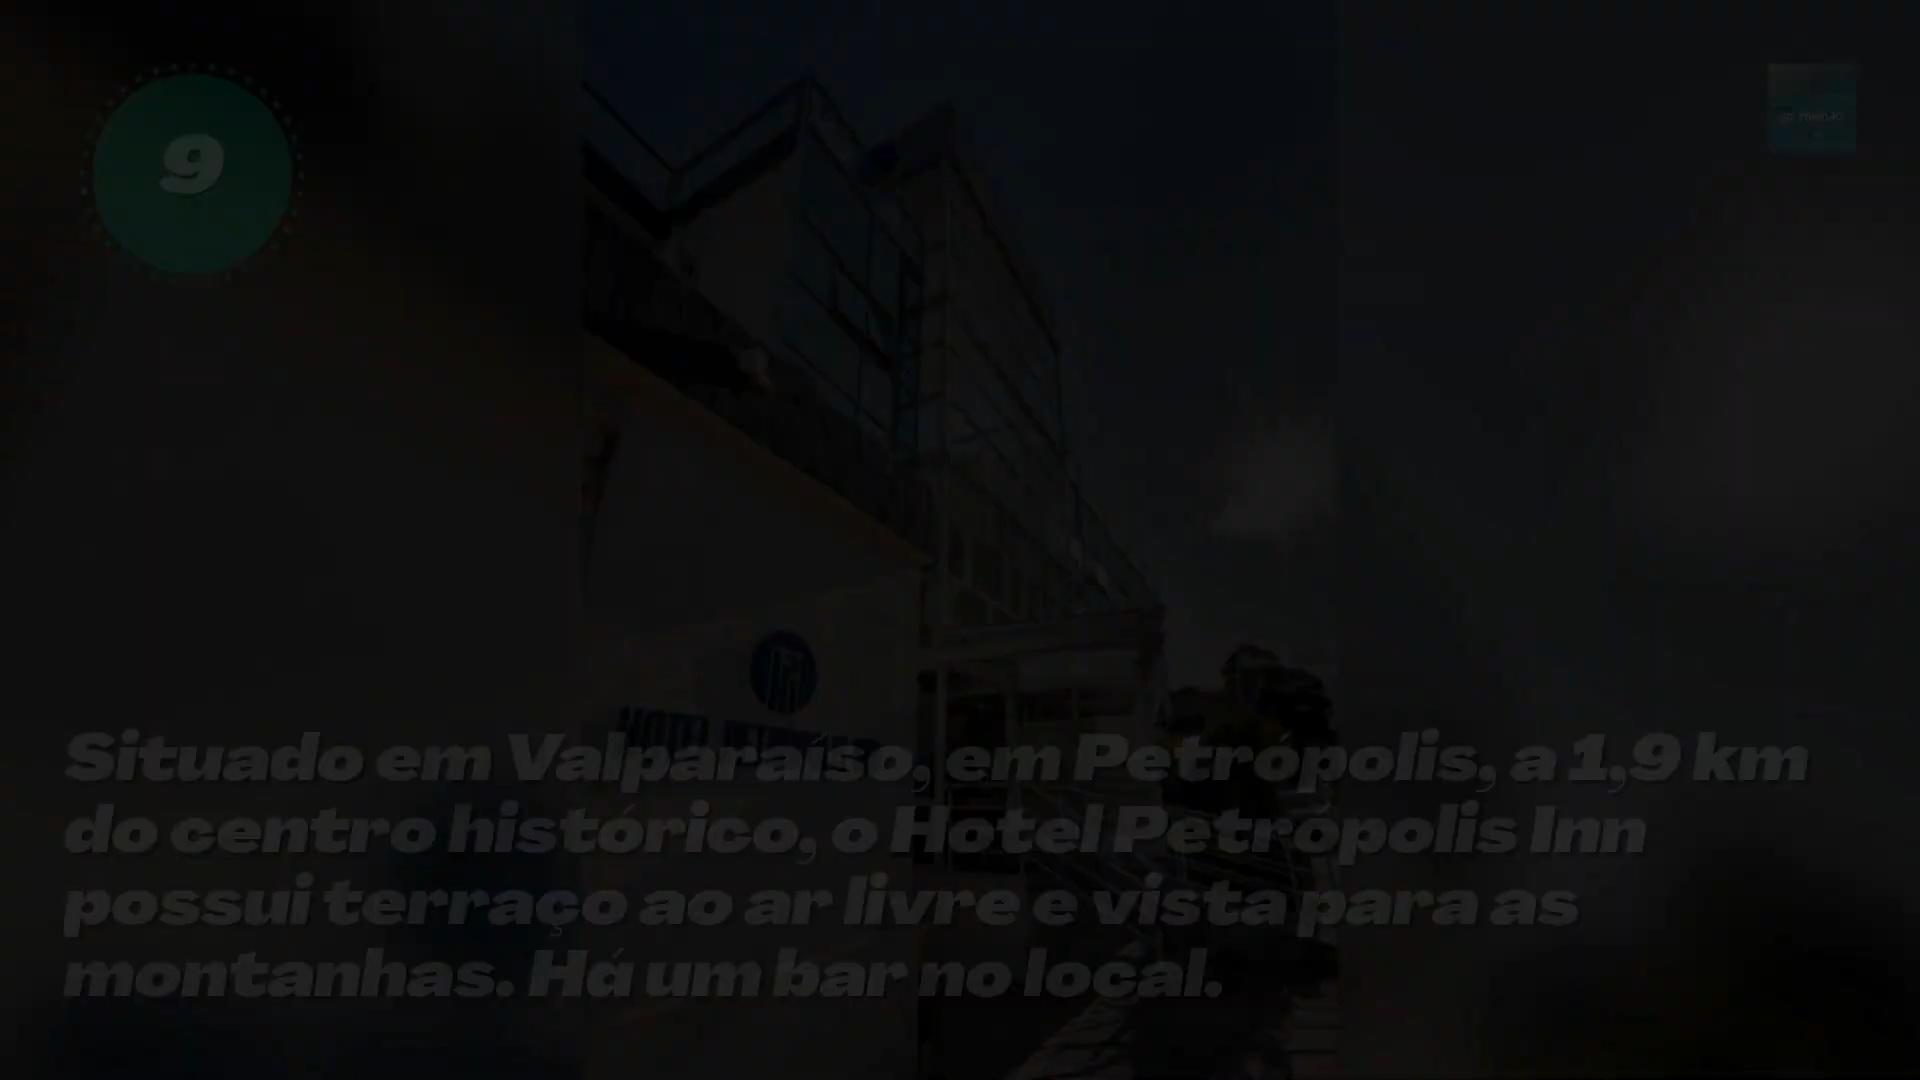 9
Situado em Valparaíso, em Petrópolis, a 1,9 km
do centro histórico, o Hotel Petrópolis Inn
possui terraço ao ar livre e vista para as
montanhas. Há um bar no local.